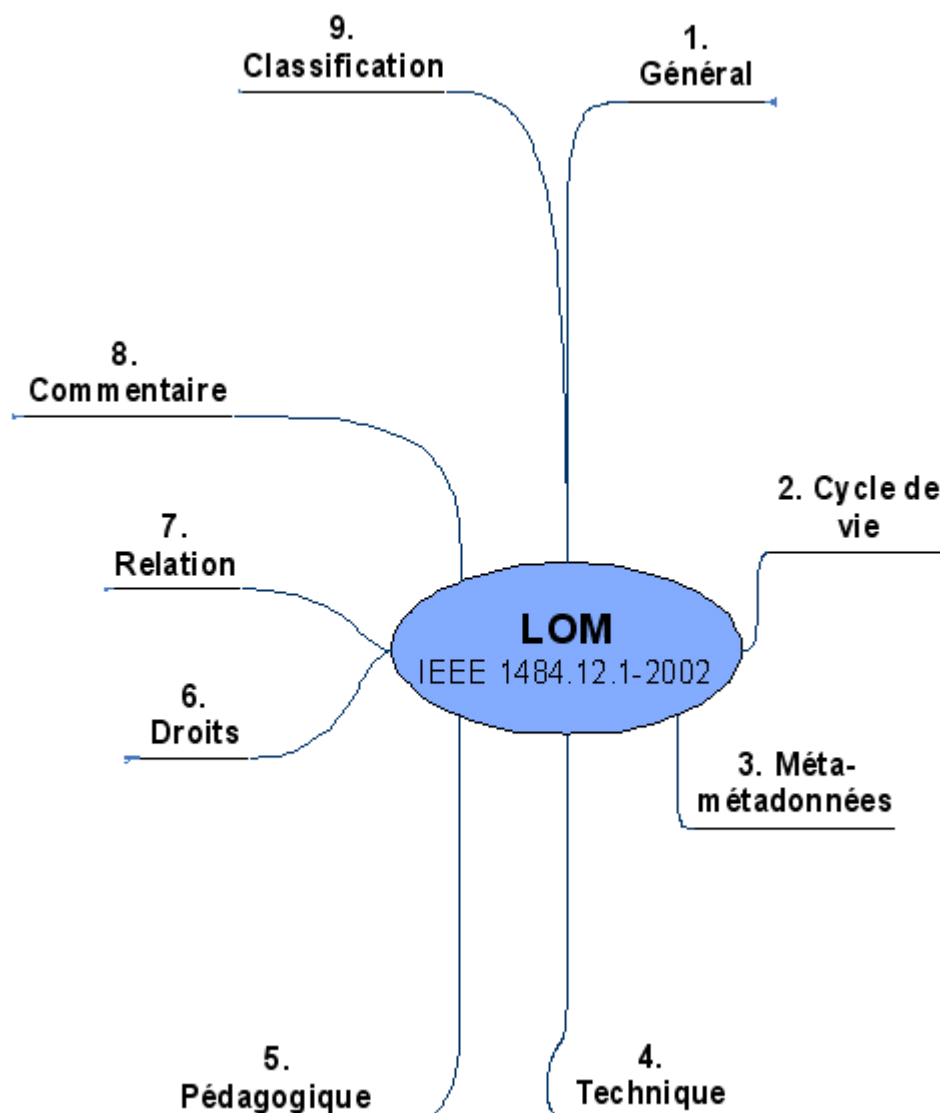 9.
Classification
1.
Général
8.
Commentaire
2. Cycle de
vie
7.
Relation
LOM
IEEE 1484.12.1-2002
6.
Droits
3. Méta-
métadonnées
5.
Pédagogique
4.
Technique